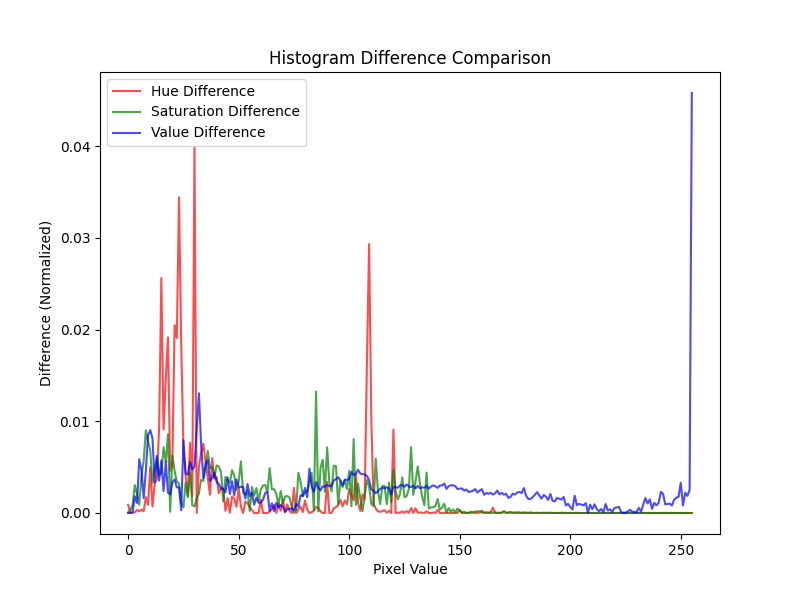 Histogram Difference Comparison
Hue Difference
Saturation Difference
Value Difference
0.04
0.03
0.02
0.01
0.00
Difference (Normalized)
0 50 100 150 200 250
Pixel Value